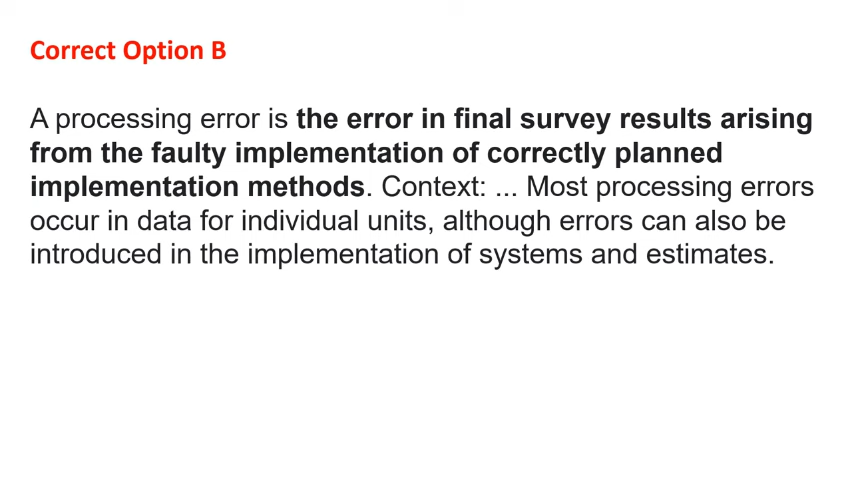 Correct Option B
A processing error is the error in final survey results arising
from the faulty implementation of correctly planned
implementation methods. Context: ... Most processing errors
occur in data for individual units, although errors can also be
introduced in the implementation of systems and estimates.